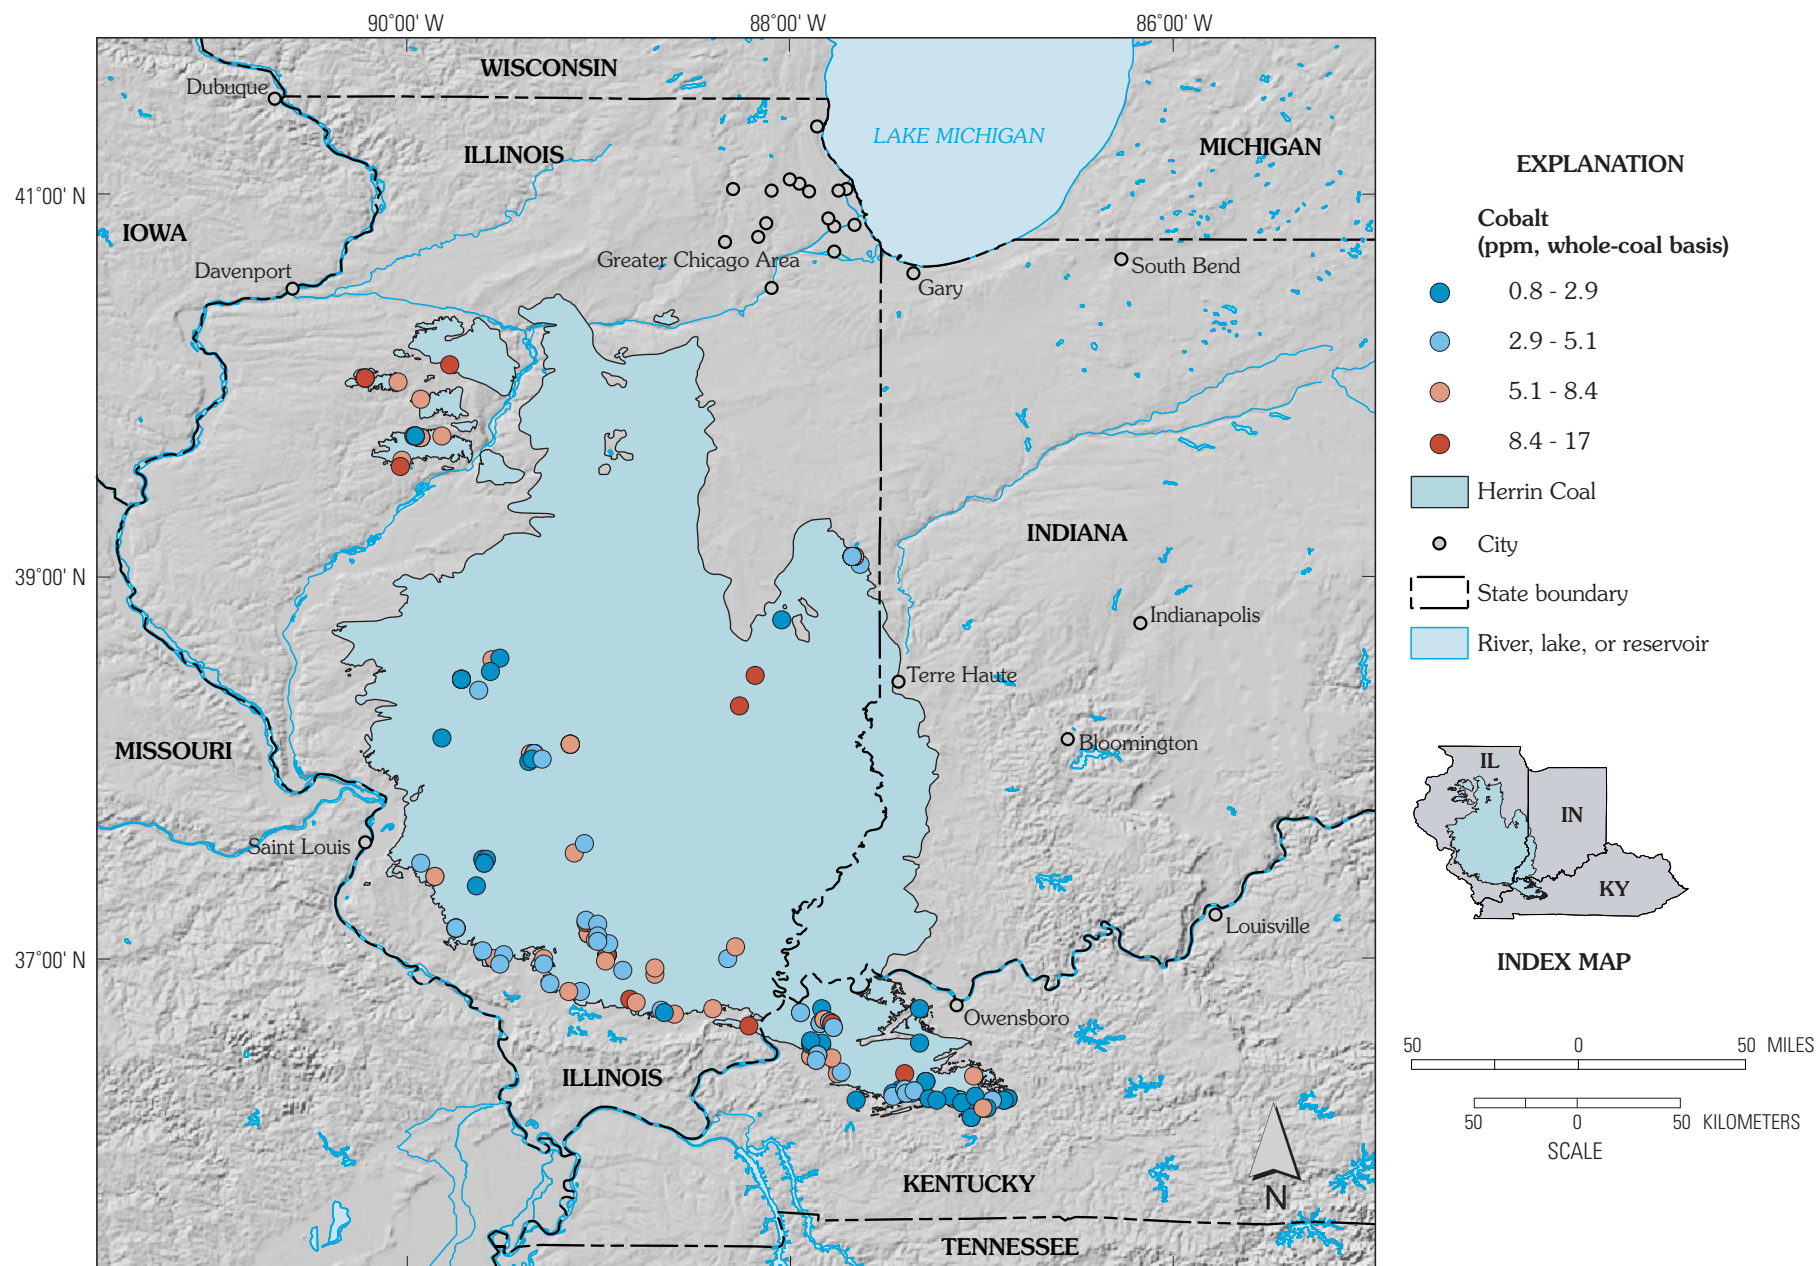 90°00' W
88°00' W
86°00' W
41°00' N
39°00' N
37°00' N
WISCONSIN
Dubuque
LAKE MICHIGAN
ILLINOIS
MICHIGAN
IOWA
Davenport
Greater Chicago Area
Gary
South Bend
INDIANA
Indianapolis
Terre Haute
MISSOURI
Bloomington
Saint Louis
Louisville
Owensboro
ILLINOIS
KENTUCKY
TENNESSEE
N
EXPLANATION
Cobalt
(ppm, whole-coal basis)
0.8 - 2.9
2.9 - 5.1
5.1 - 8.4
8.4 - 17
Herrin Coal
City
State boundary
River, lake, or reservoir
IL
IN
KY
INDEX MAP
50 0 50 MILES
50 0 50 KILOMETERS
SCALE